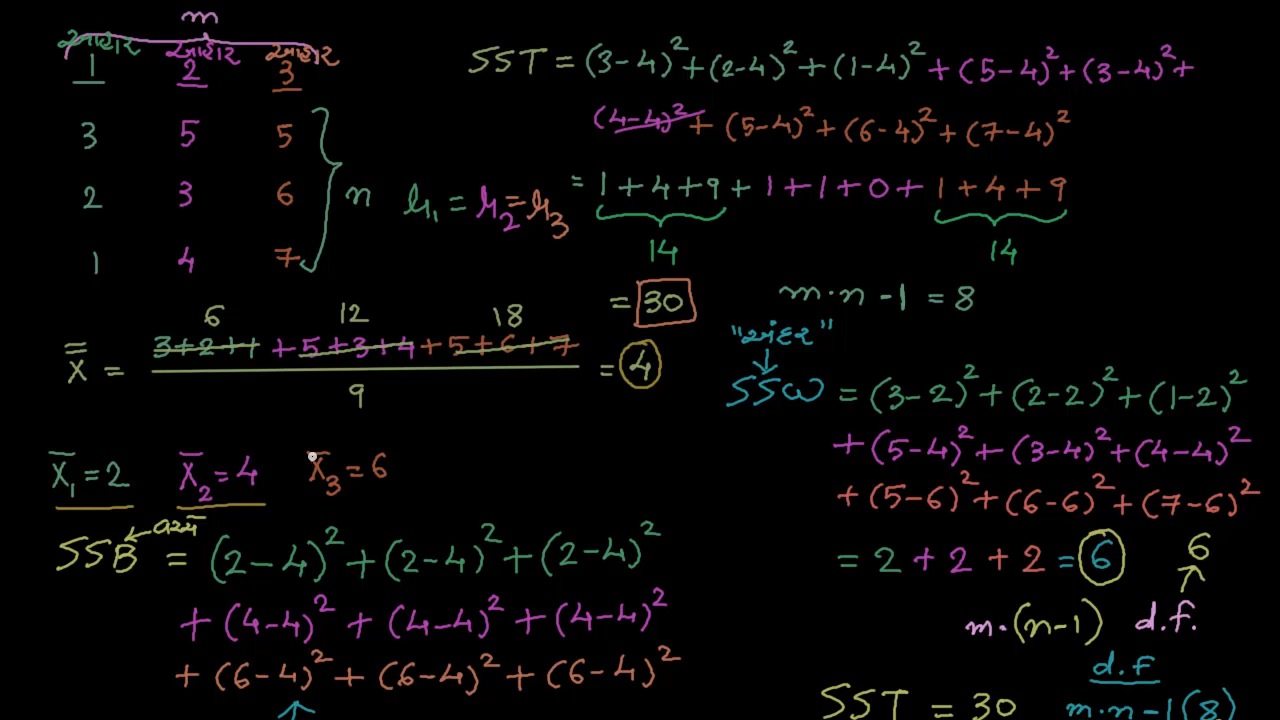 m
આહાર આહાર આહાર
1 2 3
3 5 5
2 3 6
1 4 7
n
μ₁ = μ₂ = μ₃
SST = (3-4)² + (2-4)² + (1-4)² + (5-4)² + (3-4)² +
(4-4)² + (5-4)² + (6-4)² + (7-4)²
= 1 + 4 + 9 + 1 + 1 + 0 + 1 + 4 + 9
14 14
= 30
m·n - 1 = 8
6 12 18
X̿ = 3+2+1 + 5+3+4 + 5+6+7 = 4
9
"અંદર"
SSW = (3-2)² + (2-2)² + (1-2)²
+ (5-4)² + (3-4)² + (4-4)²
+ (5-6)² + (6-6)² + (7-6)²
= 2 + 2 + 2 = 6
6
m·(n-1) d.f.
X̄₁ = 2 X̄₂ = 4 X̄₃ = 6
SSB = (2-4)² + (2-4)² + (2-4)²
+ (4-4)² + (4-4)² + (4-4)²
+ (6-4)² + (6-4)² + (6-4)²
d.f
SST = 30 m·n-1 (8)